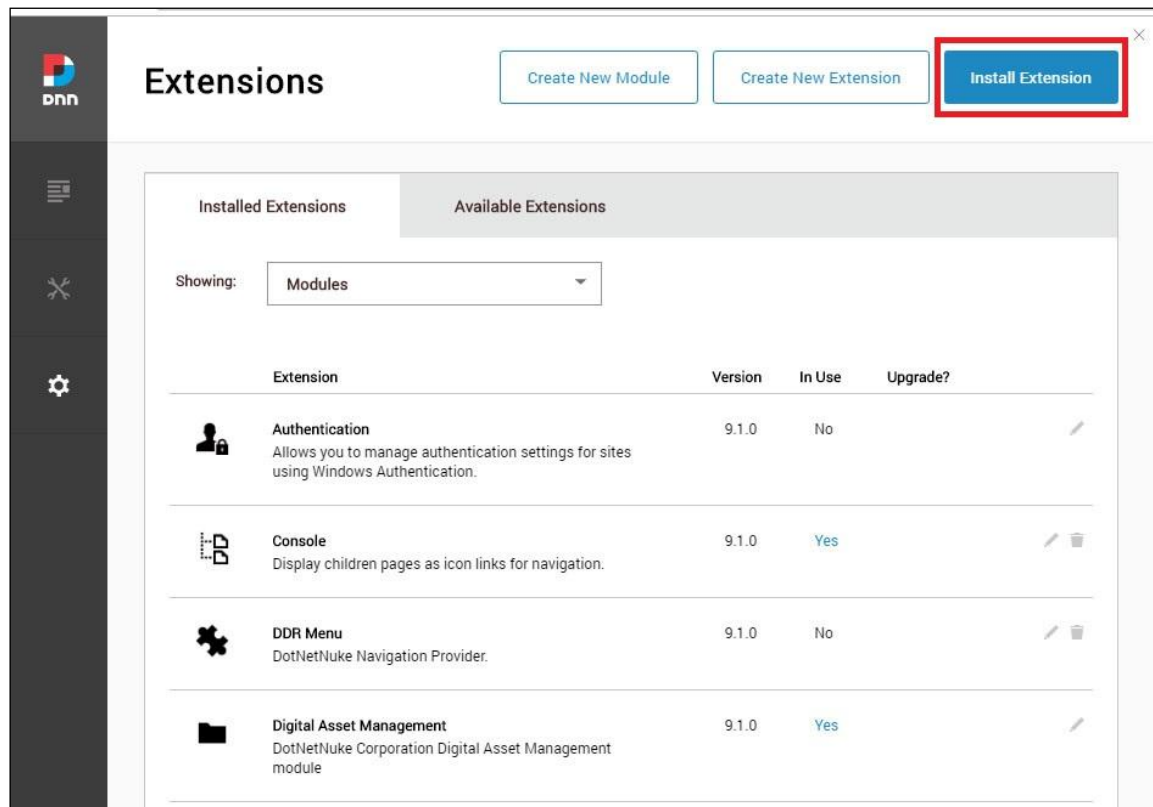 Extensions
Create New Module
Create New Extension
Install Extension
DNN
Installed Extensions
Available Extensions
Showing:
Modules
Extension
Version
In Use
Upgrade?
Authentication
9.1.0
No
Allows you to manage authentication settings for sites
using Windows Authentication.
Console
9.1.0
Yes
Display children pages as icon links for navigation.
DDR Menu
9.1.0
No
DotNetNuke Navigation Provider.
Digital Asset Management
9.1.0
Yes
DotNetNuke Corporation Digital Asset Management
module